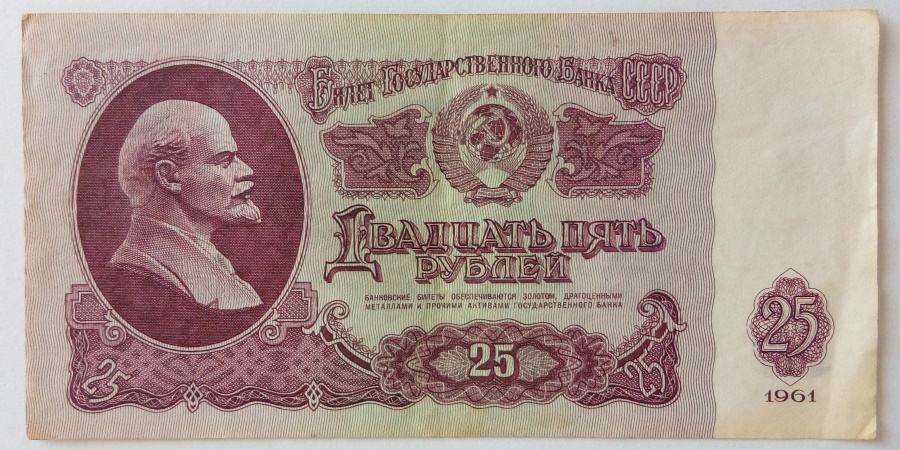 Билет Государственного Банка СССР
Двадцать пять
рублей
БАНКОВСКИЕ БИЛЕТЫ ОБЕСПЕЧИВАЮТСЯ ЗОЛОТОМ, ДРАГОЦЕННЫМИ
МЕТАЛЛАМИ И ПРОЧИМИ АКТИВАМИ ГОСУДАРСТВЕННОГО БАНКА
25
25
25
25
1961